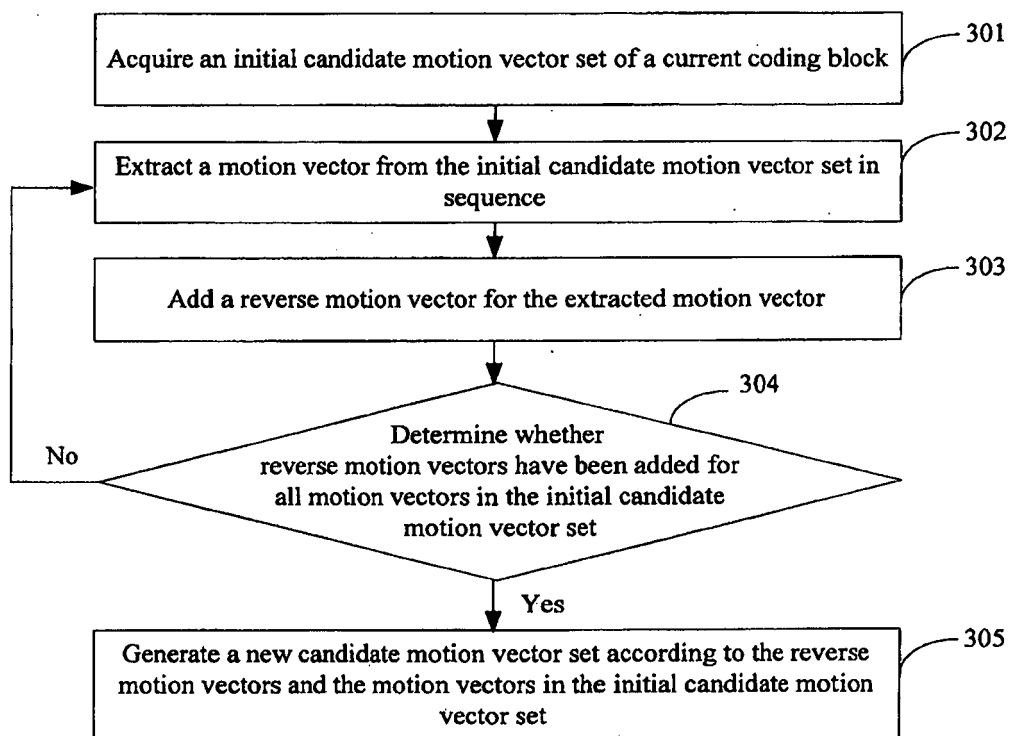 301
Acquire an initial candidate motion vector set of a current coding block
302
Extract a motion vector from the initial candidate motion vector set in
sequence
303
Add a reverse motion vector for the extracted motion vector
304
Determine whether
reverse motion vectors have been added for
all motion vectors in the initial candidate
motion vector set
No
Yes
305
Generate a new candidate motion vector set according to the reverse
motion vectors and the motion vectors in the initial candidate motion
vector set